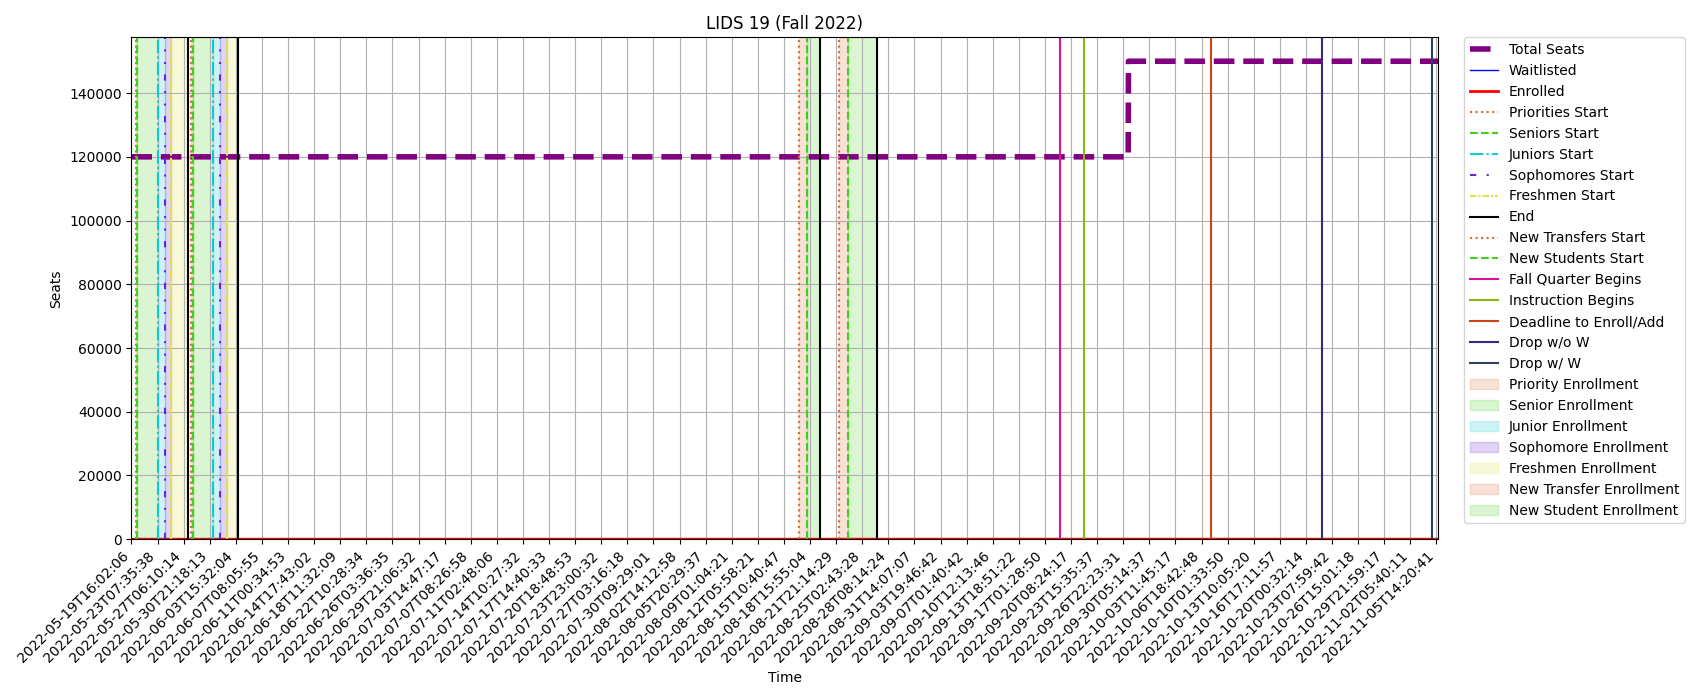 LIDS 19 (Fall 2022)
Seats
140000
120000
100000
80000
60000
40000
20000
0
2022-05-19T16:02:06
2022-05-23T07:35:38
2022-05-27T06:10:14
2022-05-30T21:18:13
2022-06-03T15:32:04
2022-06-07T08:05:55
2022-06-11T00:34:53
2022-06-14T17:43:02
2022-06-18T11:32:09
2022-06-22T10:28:34
2022-06-26T03:36:35
2022-06-29T21:06:32
2022-07-03T14:47:17
2022-07-07T08:26:58
2022-07-11T02:48:06
2022-07-14T10:27:32
2022-07-17T14:40:33
2022-07-20T18:48:53
2022-07-23T23:00:32
2022-07-27T03:16:18
2022-07-30T09:29:01
2022-08-02T14:12:58
2022-08-05T20:29:37
2022-08-09T01:04:21
2022-08-12T05:58:21
2022-08-15T10:40:47
2022-08-18T15:55:04
2022-08-21T21:14:29
2022-08-25T02:43:28
2022-08-28T08:14:24
2022-08-31T14:07:07
2022-09-03T19:46:42
2022-09-07T01:40:42
2022-09-10T12:13:46
2022-09-13T18:51:22
2022-09-17T01:28:50
2022-09-20T08:24:17
2022-09-23T15:35:37
2022-09-26T22:23:31
2022-09-30T05:14:37
2022-10-03T11:45:17
2022-10-06T18:42:48
2022-10-10T01:33:50
2022-10-13T10:05:20
2022-10-16T17:11:57
2022-10-20T00:32:14
2022-10-23T07:59:42
2022-10-26T15:01:18
2022-10-29T21:59:17
2022-11-02T05:40:11
2022-11-05T14:20:41
Time
Total Seats
Waitlisted
Enrolled
Priorities Start
Seniors Start
Juniors Start
Sophomores Start
Freshmen Start
End
New Transfers Start
New Students Start
Fall Quarter Begins
Instruction Begins
Deadline to Enroll/Add
Drop w/o W
Drop w/ W
Priority Enrollment
Senior Enrollment
Junior Enrollment
Sophomore Enrollment
Freshmen Enrollment
New Transfer Enrollment
New Student Enrollment